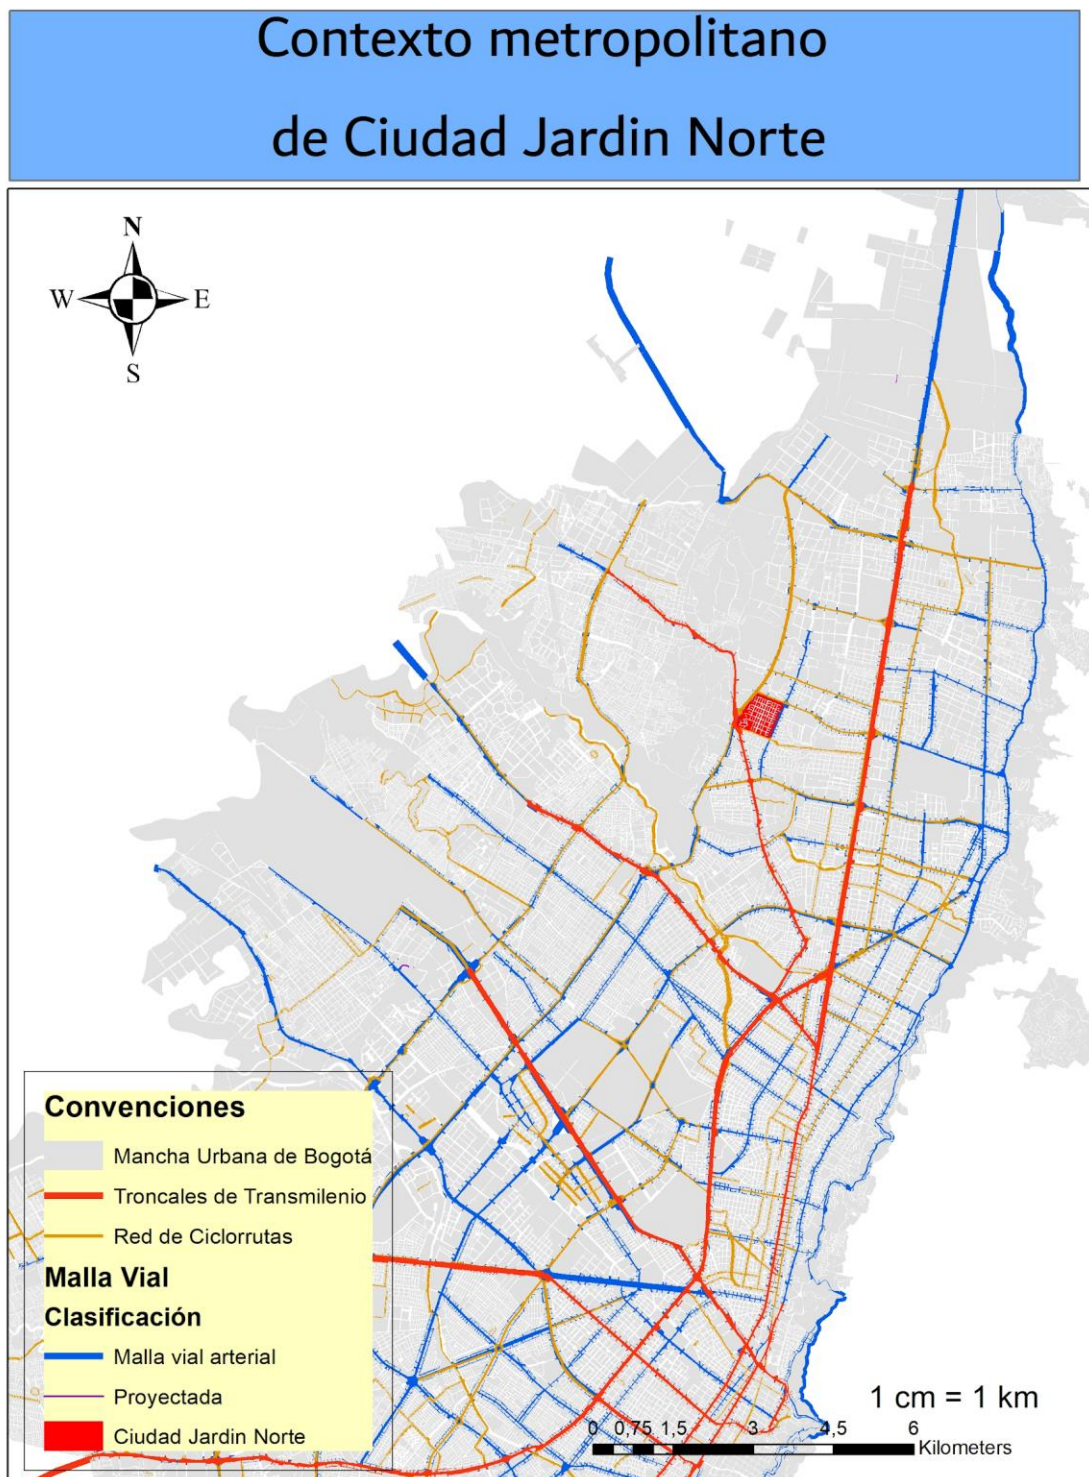 Contexto metropolitano
de Ciudad Jardin Norte
N
W E
S
Convenciones
Mancha Urbana de Bogotá
Troncales de Transmilenio
Red de Ciclorrutas
Malla Vial
Clasificación
Malla vial arterial
Proyectada
Ciudad Jardin Norte
1 cm = 1 km
0 0,75 1,5 3 4,5 6
Kilometers